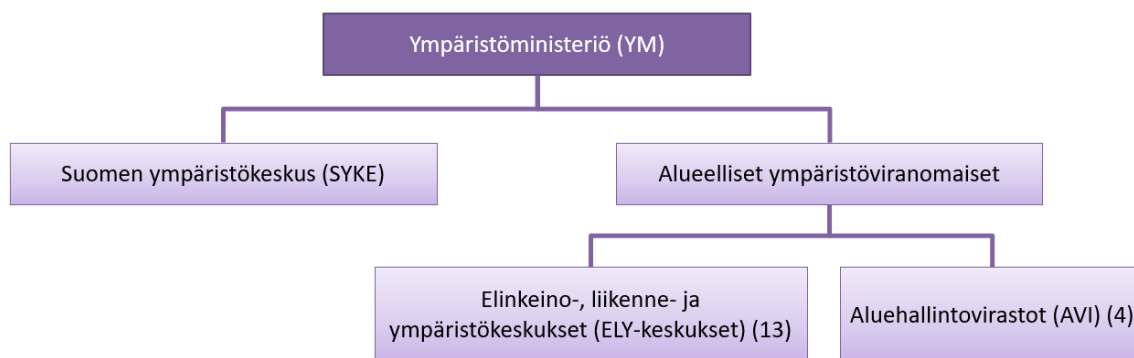 Ympäristöministeriö (YM)
Suomen ympäristökeskus (SYKE)
Alueelliset ympäristöviranomaiset
Elinkeino-, liikenne- ja
ympäristökeskukset (ELY-keskukset) (13)
Aluehallintovirastot (AVI) (4)